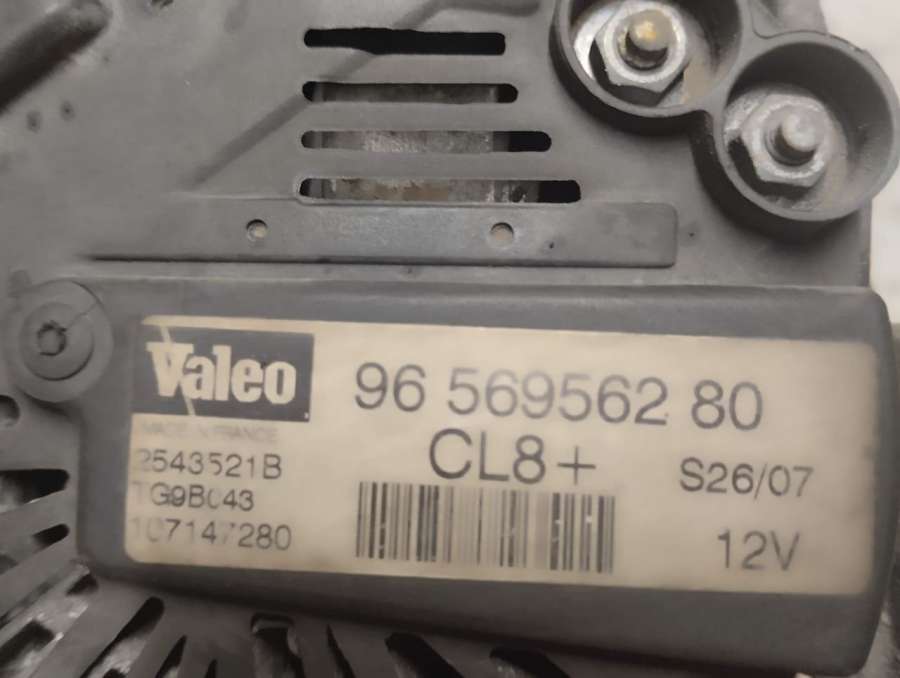 Valeo
96 569562 80
MADE IN FRANCE
CL8+
2543521B
S26/07
TG9B043
107147280
12V